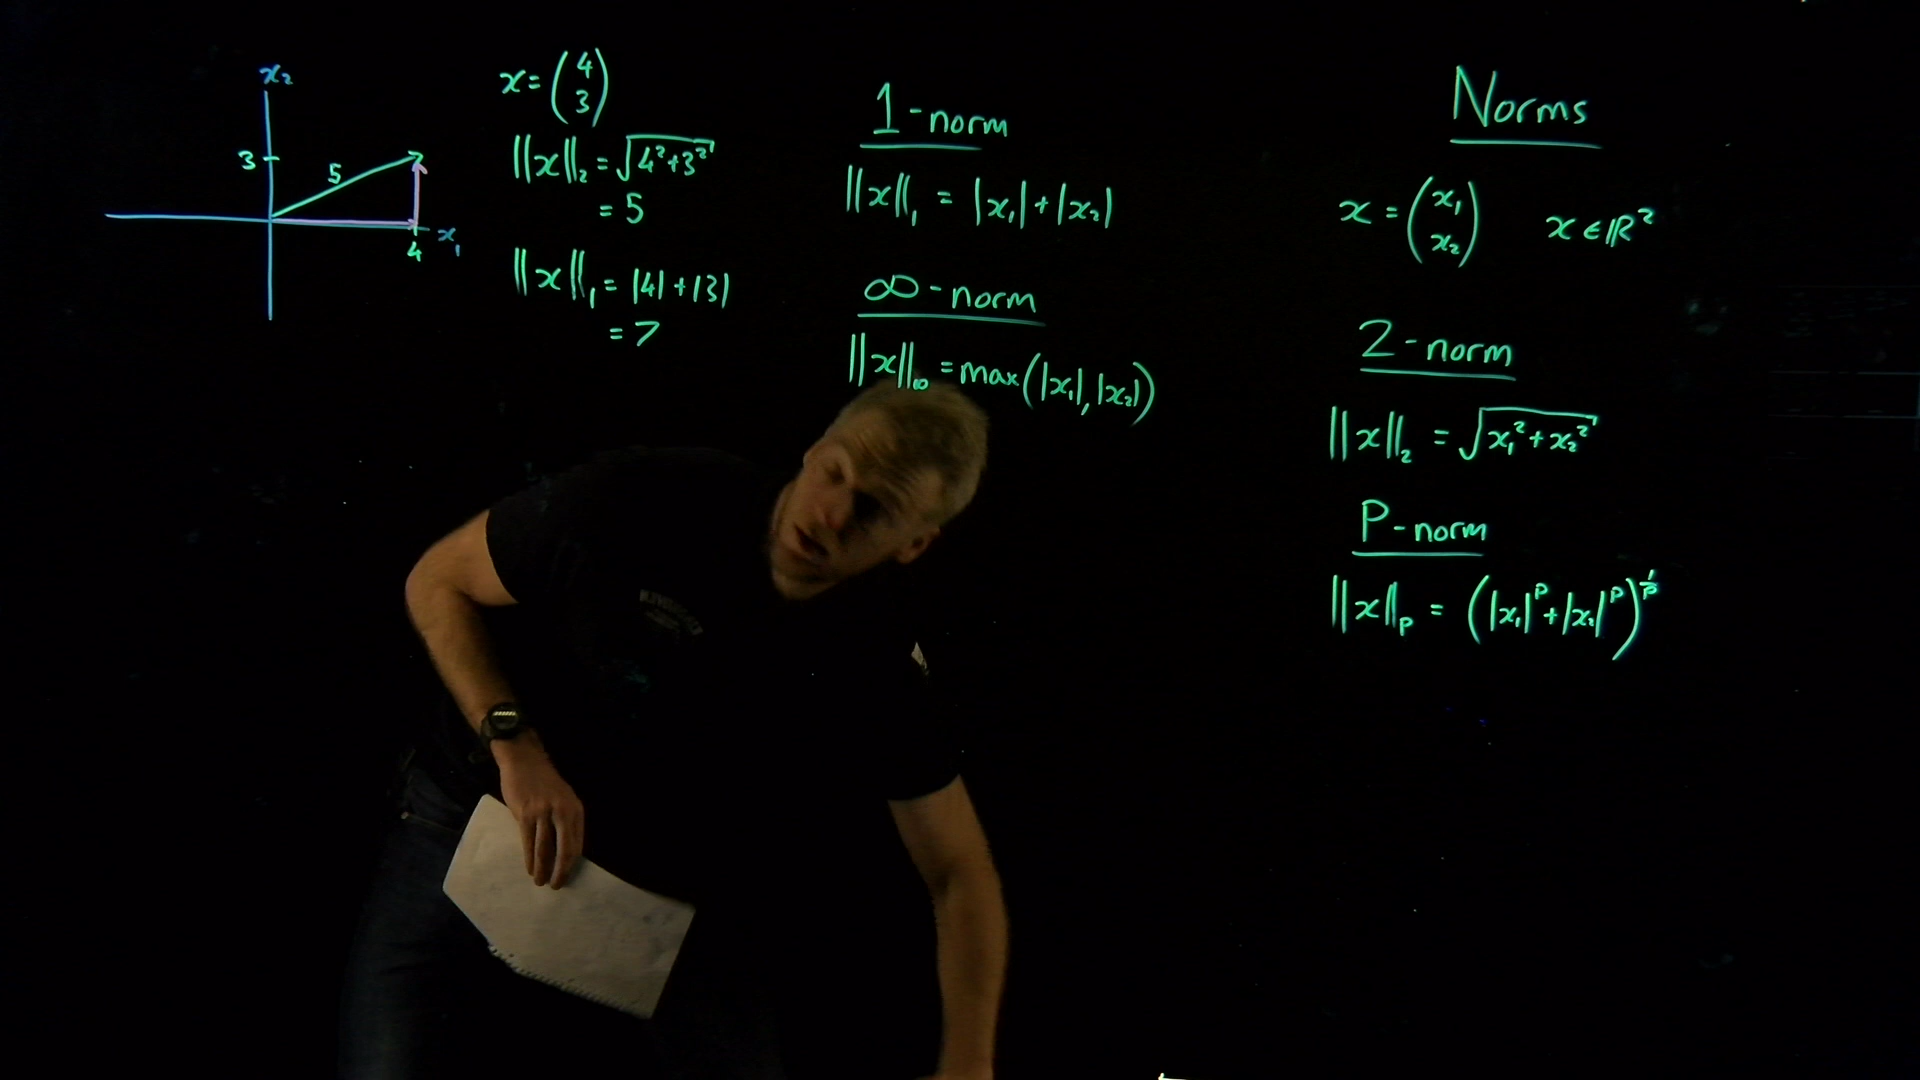 x₂
3
5
4
x₁
x = (4 3)
||x||₂ = √(4² + 3²)
= 5
||x||₁ = |4| + |3|
= 7
1-norm
||x||₁ = |x₁| + |x₂|
∞-norm
||x||∞ = max(|x₁|, |x₂|)
Norms
x = (x₁ x₂) x ∈ ℝ²
2-norm
||x||₂ = √(x₁² + x₂²)
P-norm
||x||ₚ = (|x₁|ᵖ + |x₂|ᵖ)^(1/p)